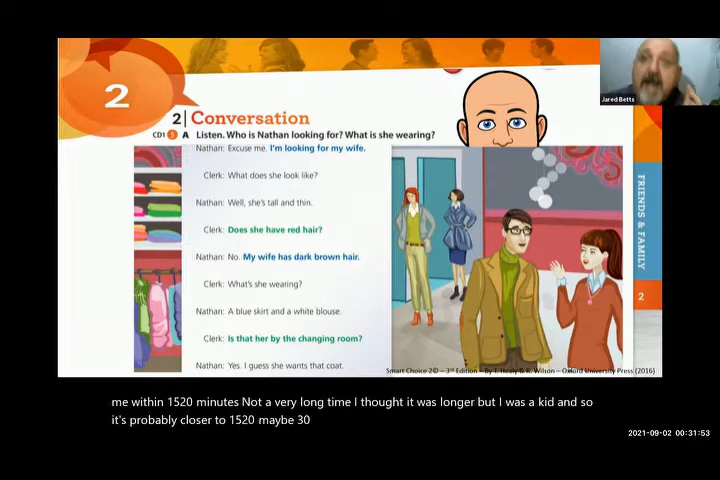 2
2 Conversation
CD1 5 A Listen. Who is Nathan looking for? What is she wearing?
Nathan: Excuse me. I'm looking for my wife.
Clerk: What does she look like?
Nathan: Well, she's tall and thin.
Clerk: Does she have red hair?
Nathan: No. My wife has dark brown hair.
Clerk: What's she wearing?
Nathan: A blue skirt and a white blouse.
Clerk: Is that her by the changing room?
Nathan: Yes. I guess she wants that coat.
Smart Choice 2© – 3rd Edition – By T. Healy & K. Wilson – Oxford University Press (2016)
FRIENDS & FAMILY
2
Jared Betts
me within 1520 minutes Not a very long time I thought it was longer but I was a kid and so
it's probably closer to 1520 maybe 30
2021-09-02 00:31:53